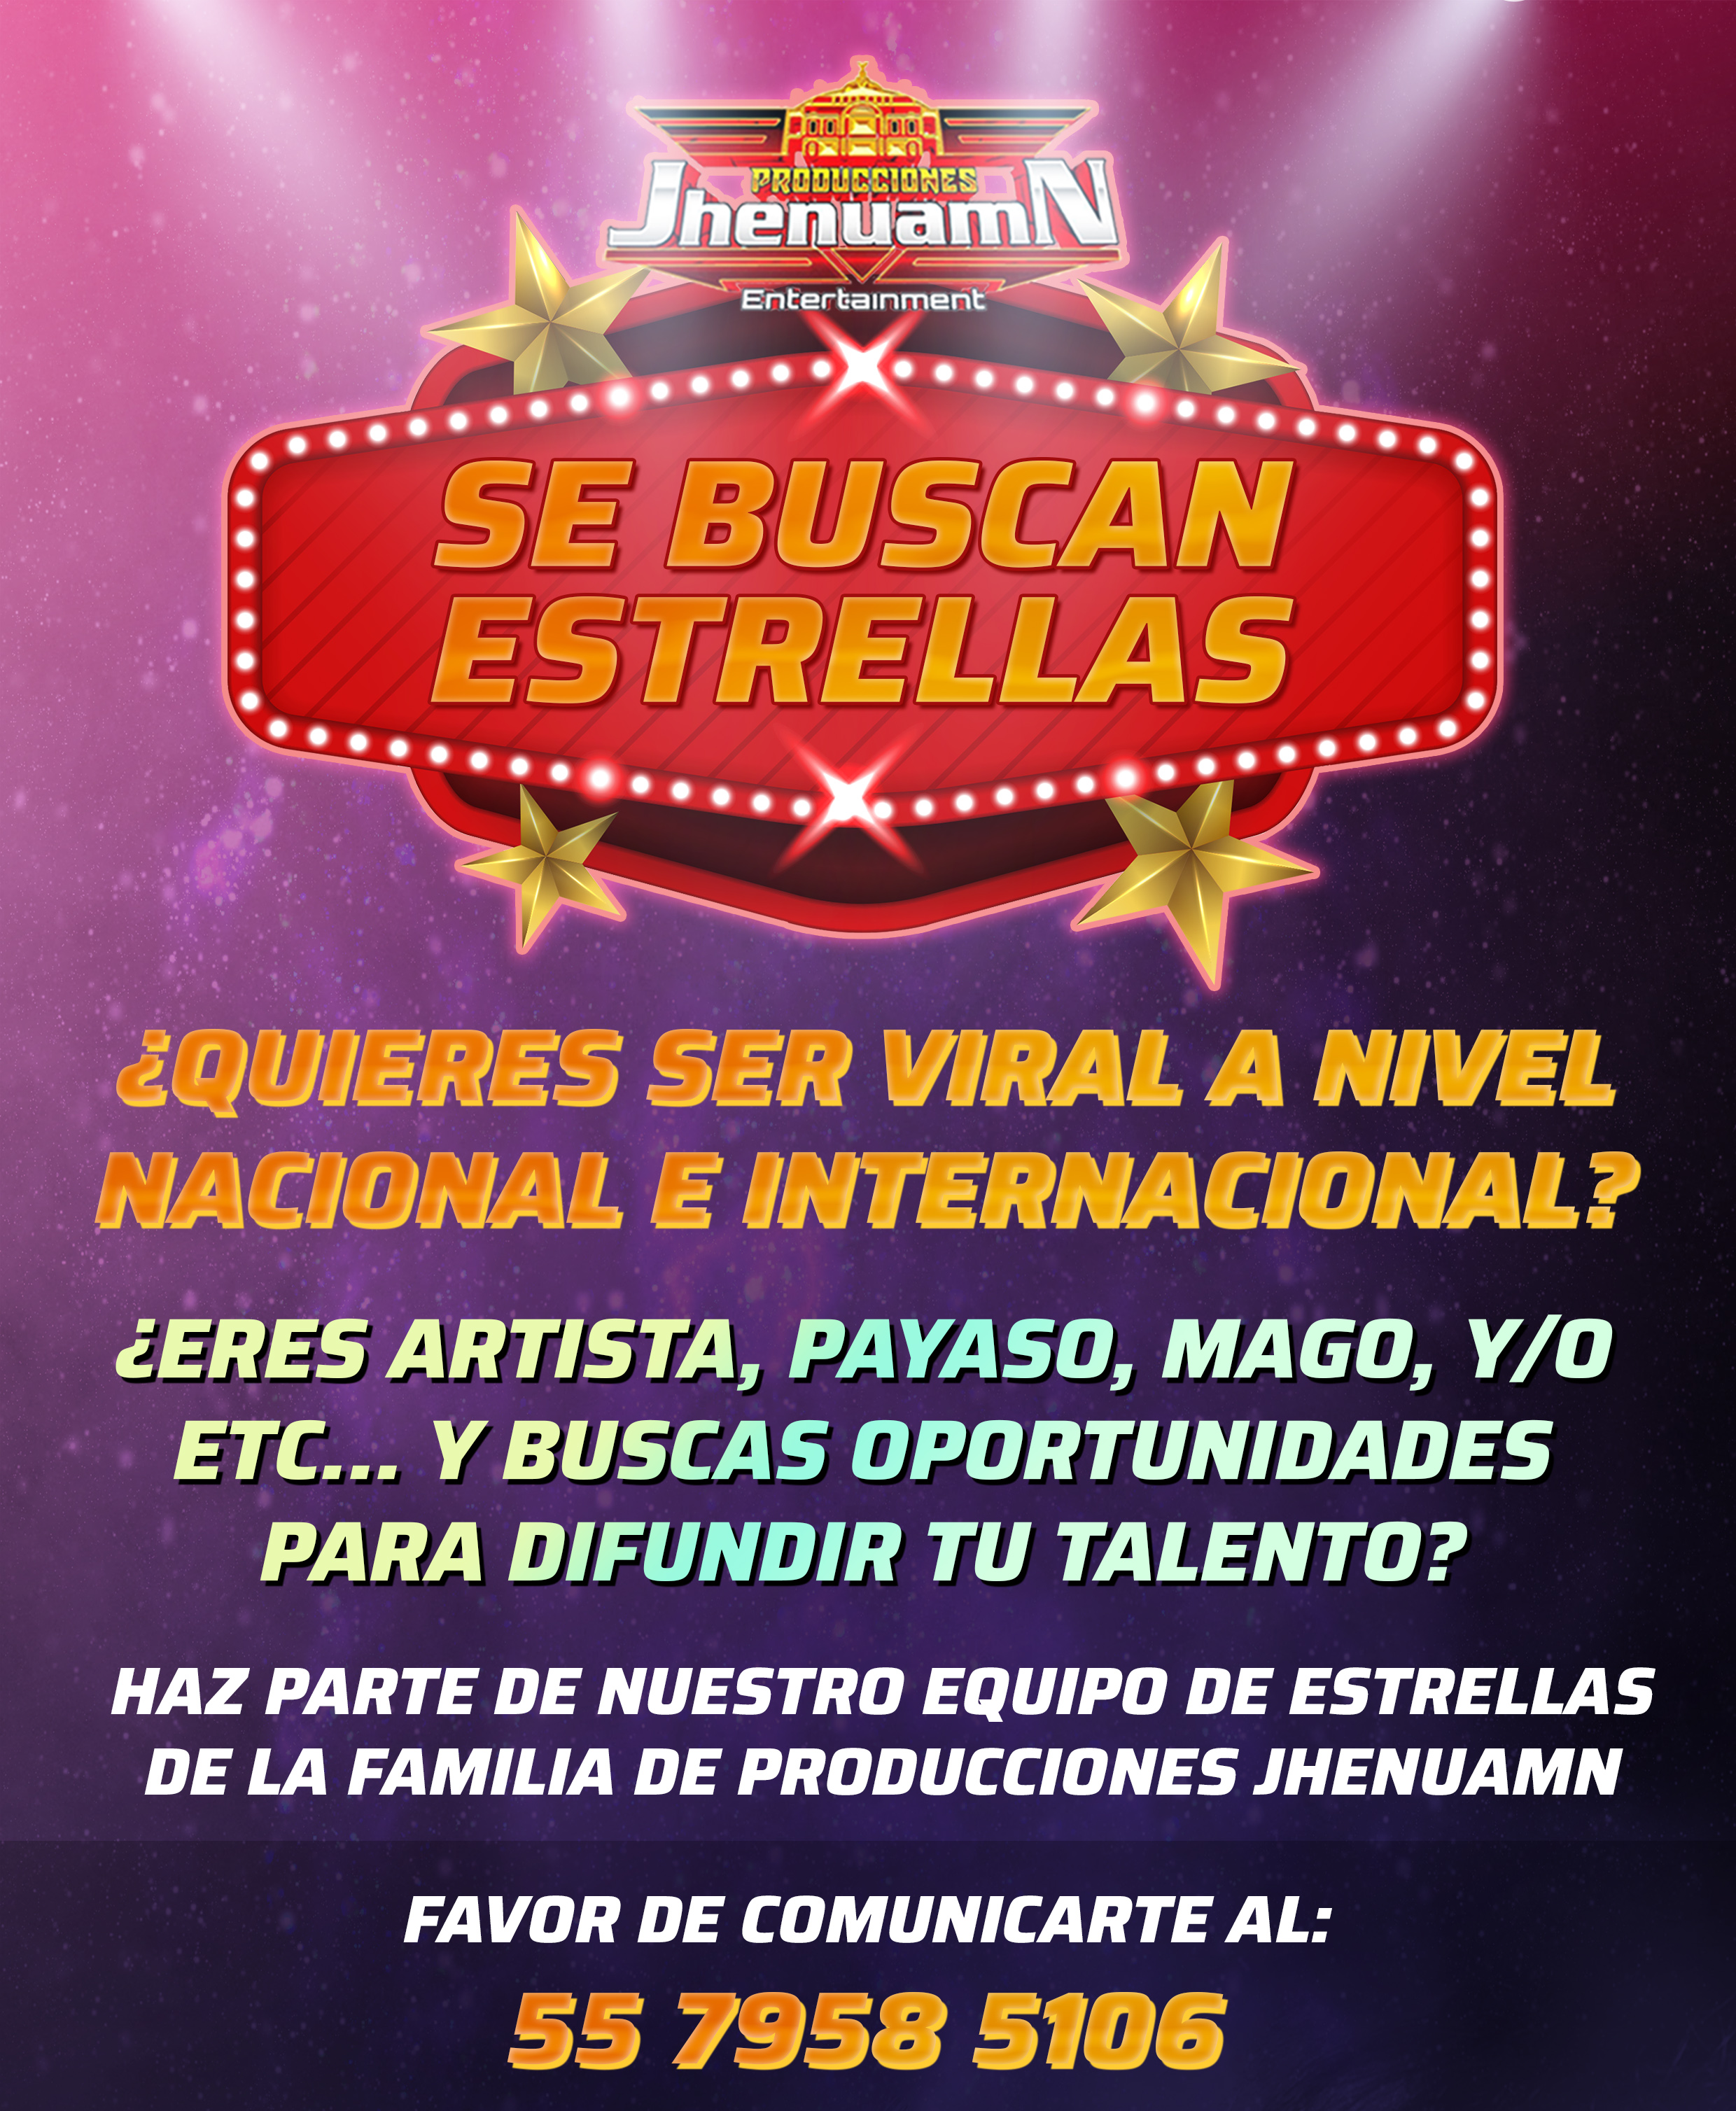 PRODUCCIONES
JhenuamN
Entertainment
SE BUSCAN
ESTRELLAS
¿QUIERES SER VIRAL A NIVEL
NACIONAL E INTERNACIONAL?
¿ERES ARTISTA, PAYASO, MAGO, Y/O
ETC... Y BUSCAS OPORTUNIDADES
PARA DIFUNDIR TU TALENTO?
HAZ PARTE DE NUESTRO EQUIPO DE ESTRELLAS
DE LA FAMILIA DE PRODUCCIONES JHENUAMN
FAVOR DE COMUNICARTE AL:
55 7958 5106